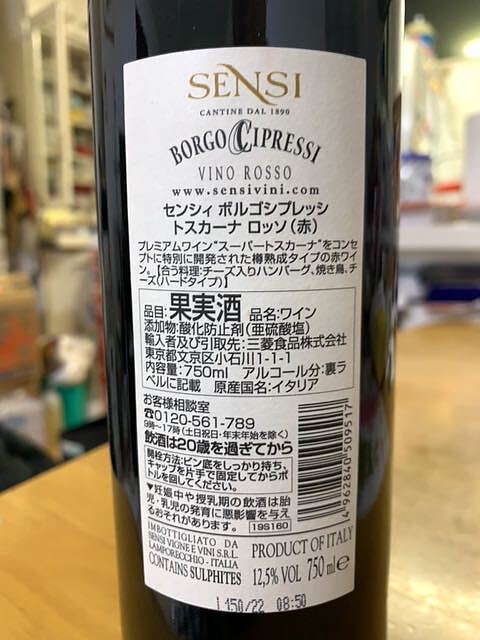 SENSI
CANTINE DAL 1890
BORGO CIPRESSI
VINO ROSSO
www.sensivini.com
センシィ ボルゴシプレッシ
トスカーナ ロッソ(赤)
プレミアムワイン"スーパートスカーナ"をコンセ
プトに特別に開発された樽熟成タイプの赤ワイ
ン。【合う料理:チーズ入りハンバーグ、焼き鳥、チ
ーズ(ハードタイプ)】
品目:果実酒 品名:ワイン
添加物:酸化防止剤(亜硫酸塩)
輸入者及び引取先:三菱食品株式会社
東京都文京区小石川1-1-1
内容量:750ml アルコール分:裏ラ
ベルに記載 原産国名:イタリア
お客様相談室
☎0120-561-789
9時~17時(土日祝日・年末年始を除く)
飲酒は20歳を過ぎてから
開栓方法:ビン底をしっかり持ち、
キャップを片手で固定してからボ
トルを回してください。
▼妊娠中や授乳期の飲酒は胎
児・乳児の発育に悪影響を与え
るおそれがあります。
19S160
4 962840 509517
IMBOTTIGLIATO DA
SENSI VIGNE E VINI S.R.L.
LAMPORECCHIO - ITALIA
CONTAINS SULPHITES
PRODUCT OF ITALY
12,5% VOL 750 ml e
L 150/22 08:50